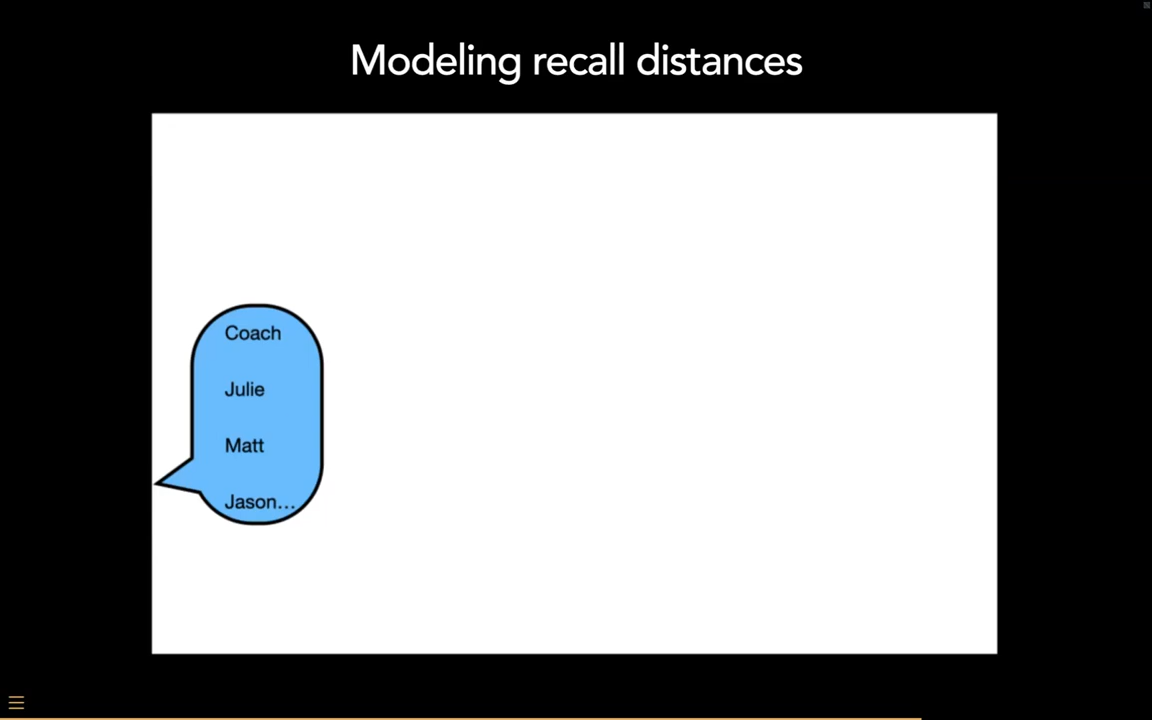 Modeling recall distances
Coach
Julie
Matt
Jason...